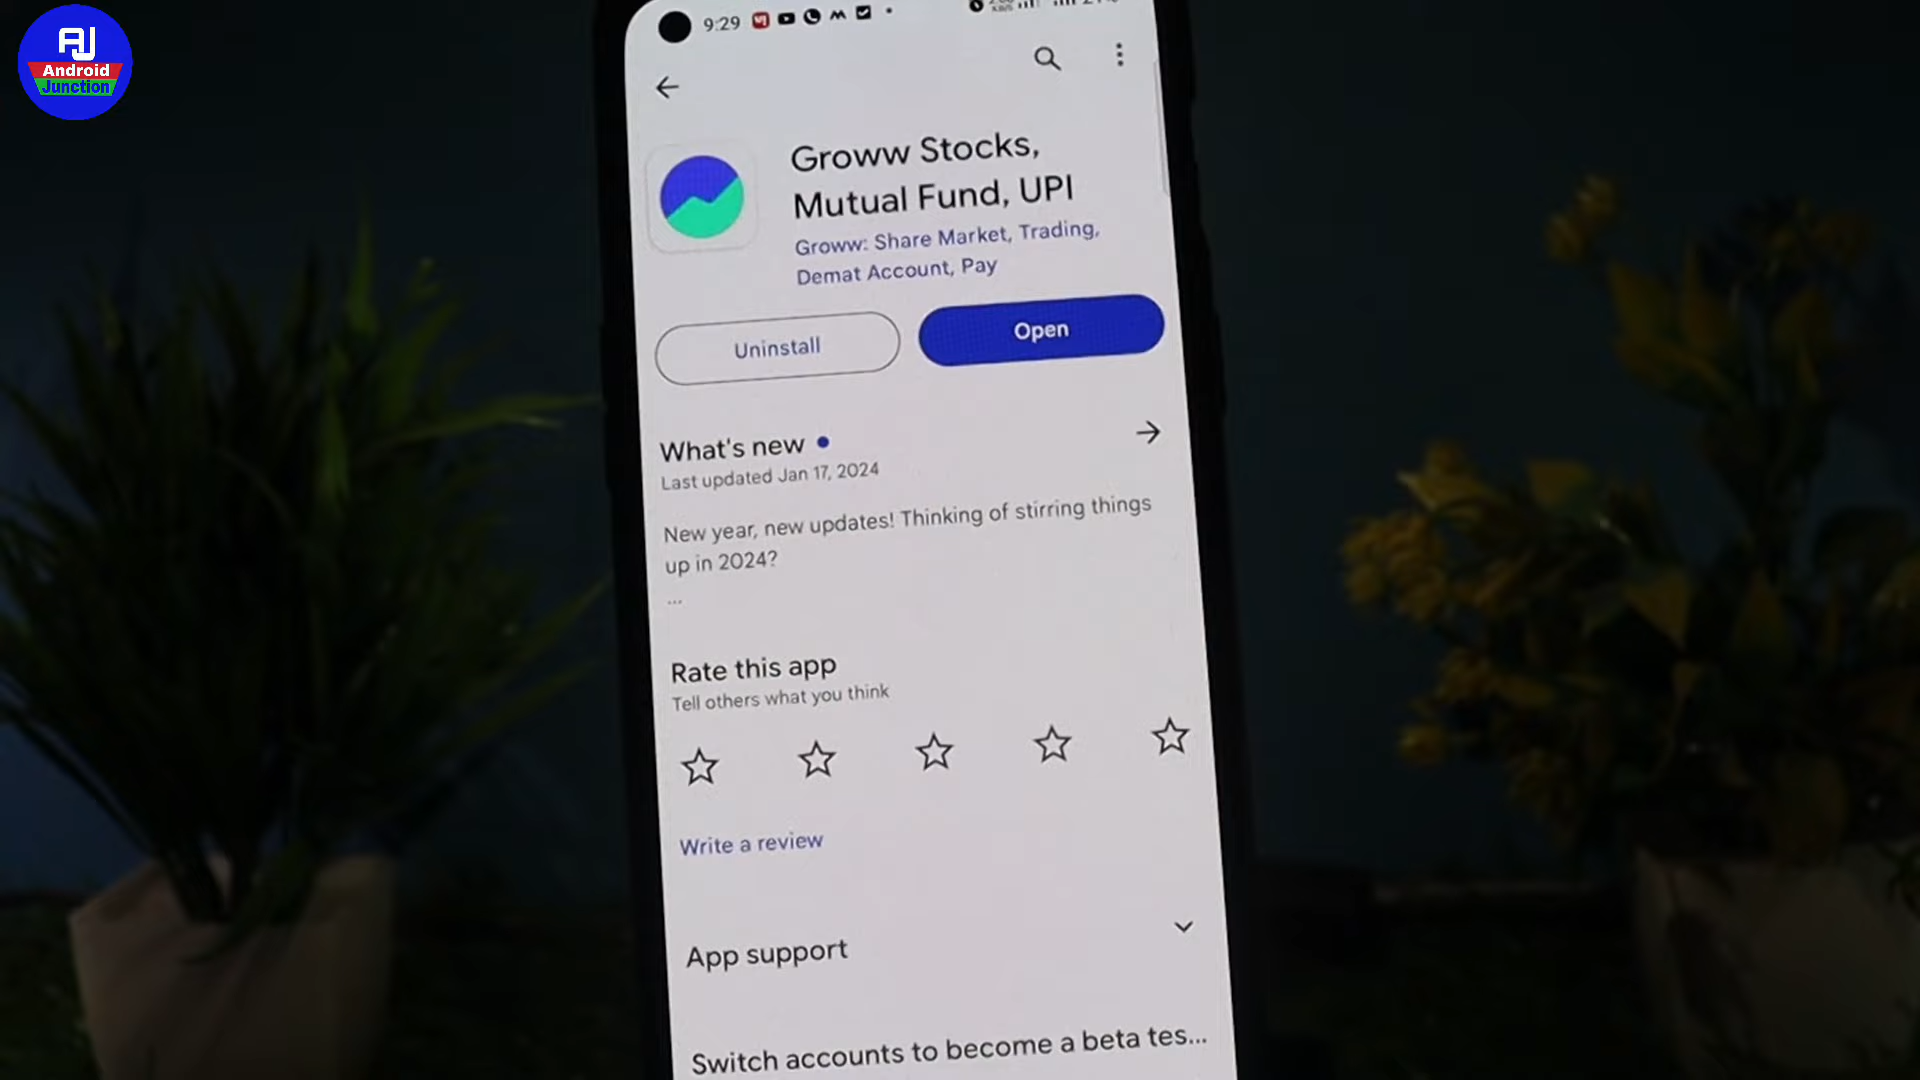 AJ
Android
Junction
9:29
Groww Stocks,
Mutual Fund, UPI
Groww: Share Market, Trading,
Demat Account, Pay
Uninstall
Open
What's new
Last updated Jan 17, 2024
New year, new updates! Thinking of stirring things
up in 2024?
...
Rate this app
Tell others what you think
Write a review
App support
Switch accounts to become a beta tes...